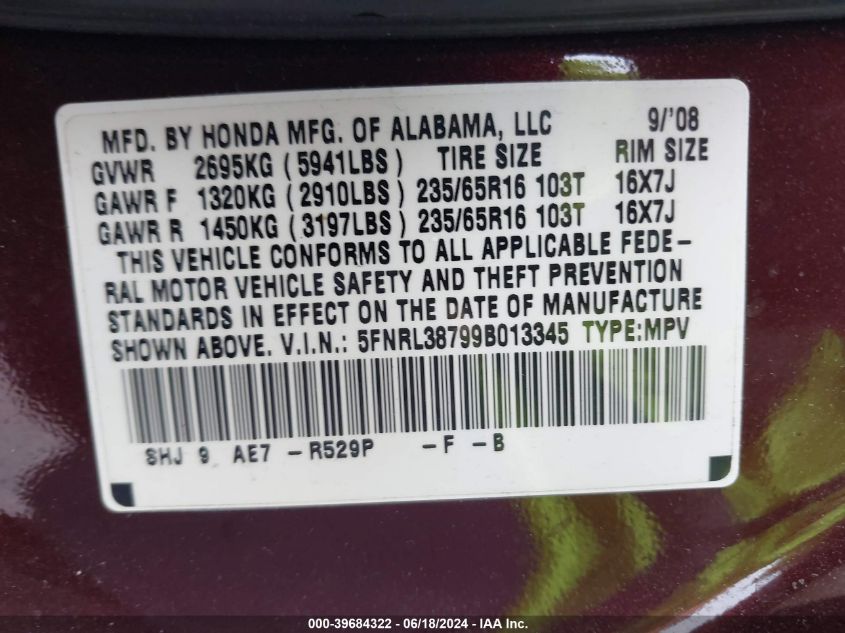 MFD. BY HONDA MFG. OF ALABAMA, LLC 9/'08
GVWR 2695KG (5941LBS) TIRE SIZE RIM SIZE
GAWR F 1320KG (2910LBS) 235/65R16 103T 16X7J
GAWR R 1450KG (3197LBS) 235/65R16 103T 16X7J
THIS VEHICLE CONFORMS TO ALL APPLICABLE FEDE-
RAL MOTOR VEHICLE SAFETY AND THEFT PREVENTION
STANDARDS IN EFFECT ON THE DATE OF MANUFACTURE
SHOWN ABOVE. V.I.N.: 5FNRL38799B013345 TYPE:MPV
SHJ 9 AE7 -R529P -F -B
000-39684322 / 06/18/2024 - IAA Inc.